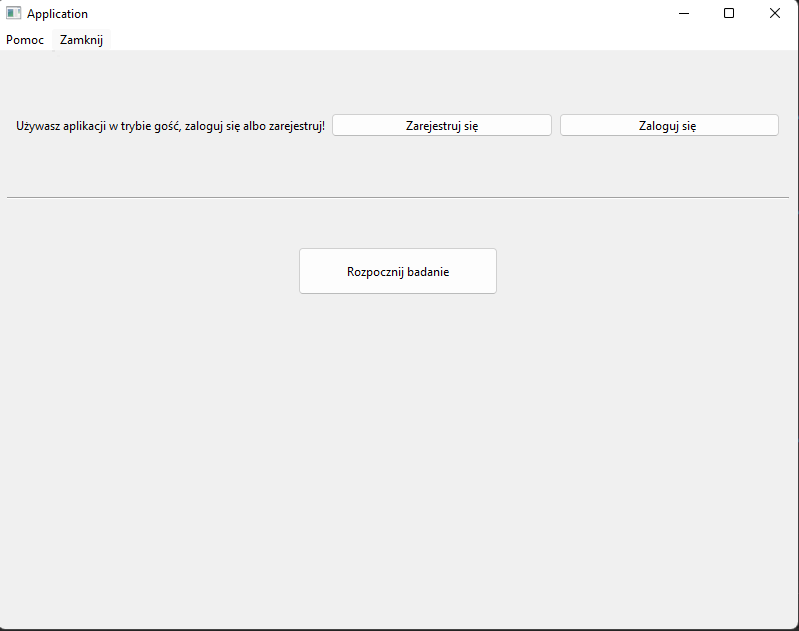 Application
Pomoc Zamknij
Używasz aplikacji w trybie gość, zaloguj się albo zarejestruj! Zarejestruj się Zaloguj się
Rozpocznij badanie